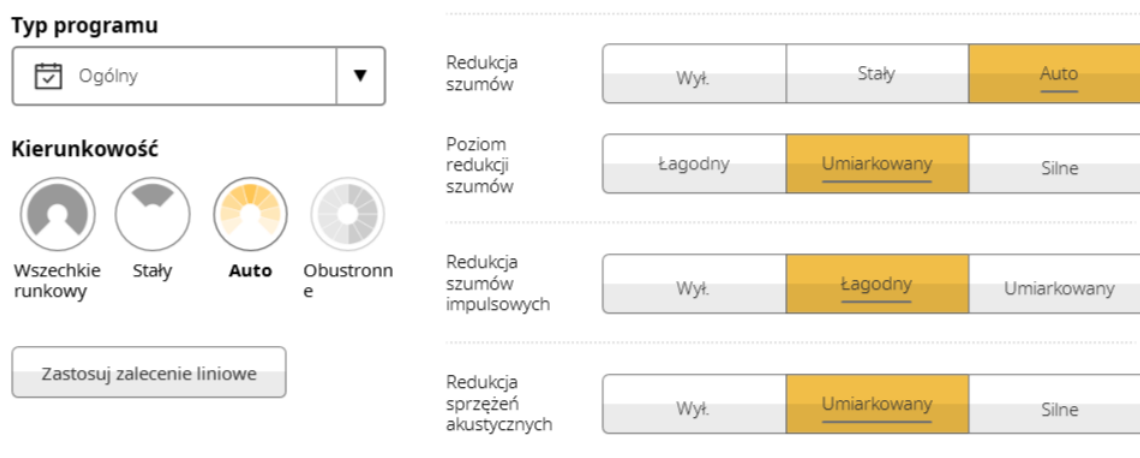 Typ programu
Ogólny
Kierunkowość
Wszechkie
runkowy
Stały
Auto
Obustronn
e
Zastosuj zalecenie liniowe
Redukcja
szumów
Wył.
Stały
Auto
Poziom
redukcji
szumów
Łagodny
Umiarkowany
Silne
Redukcja
szumów
impulsowych
Wył.
Łagodny
Umiarkowany
Redukcja
sprzężeń
akustycznych
Wył.
Umiarkowany
Silne